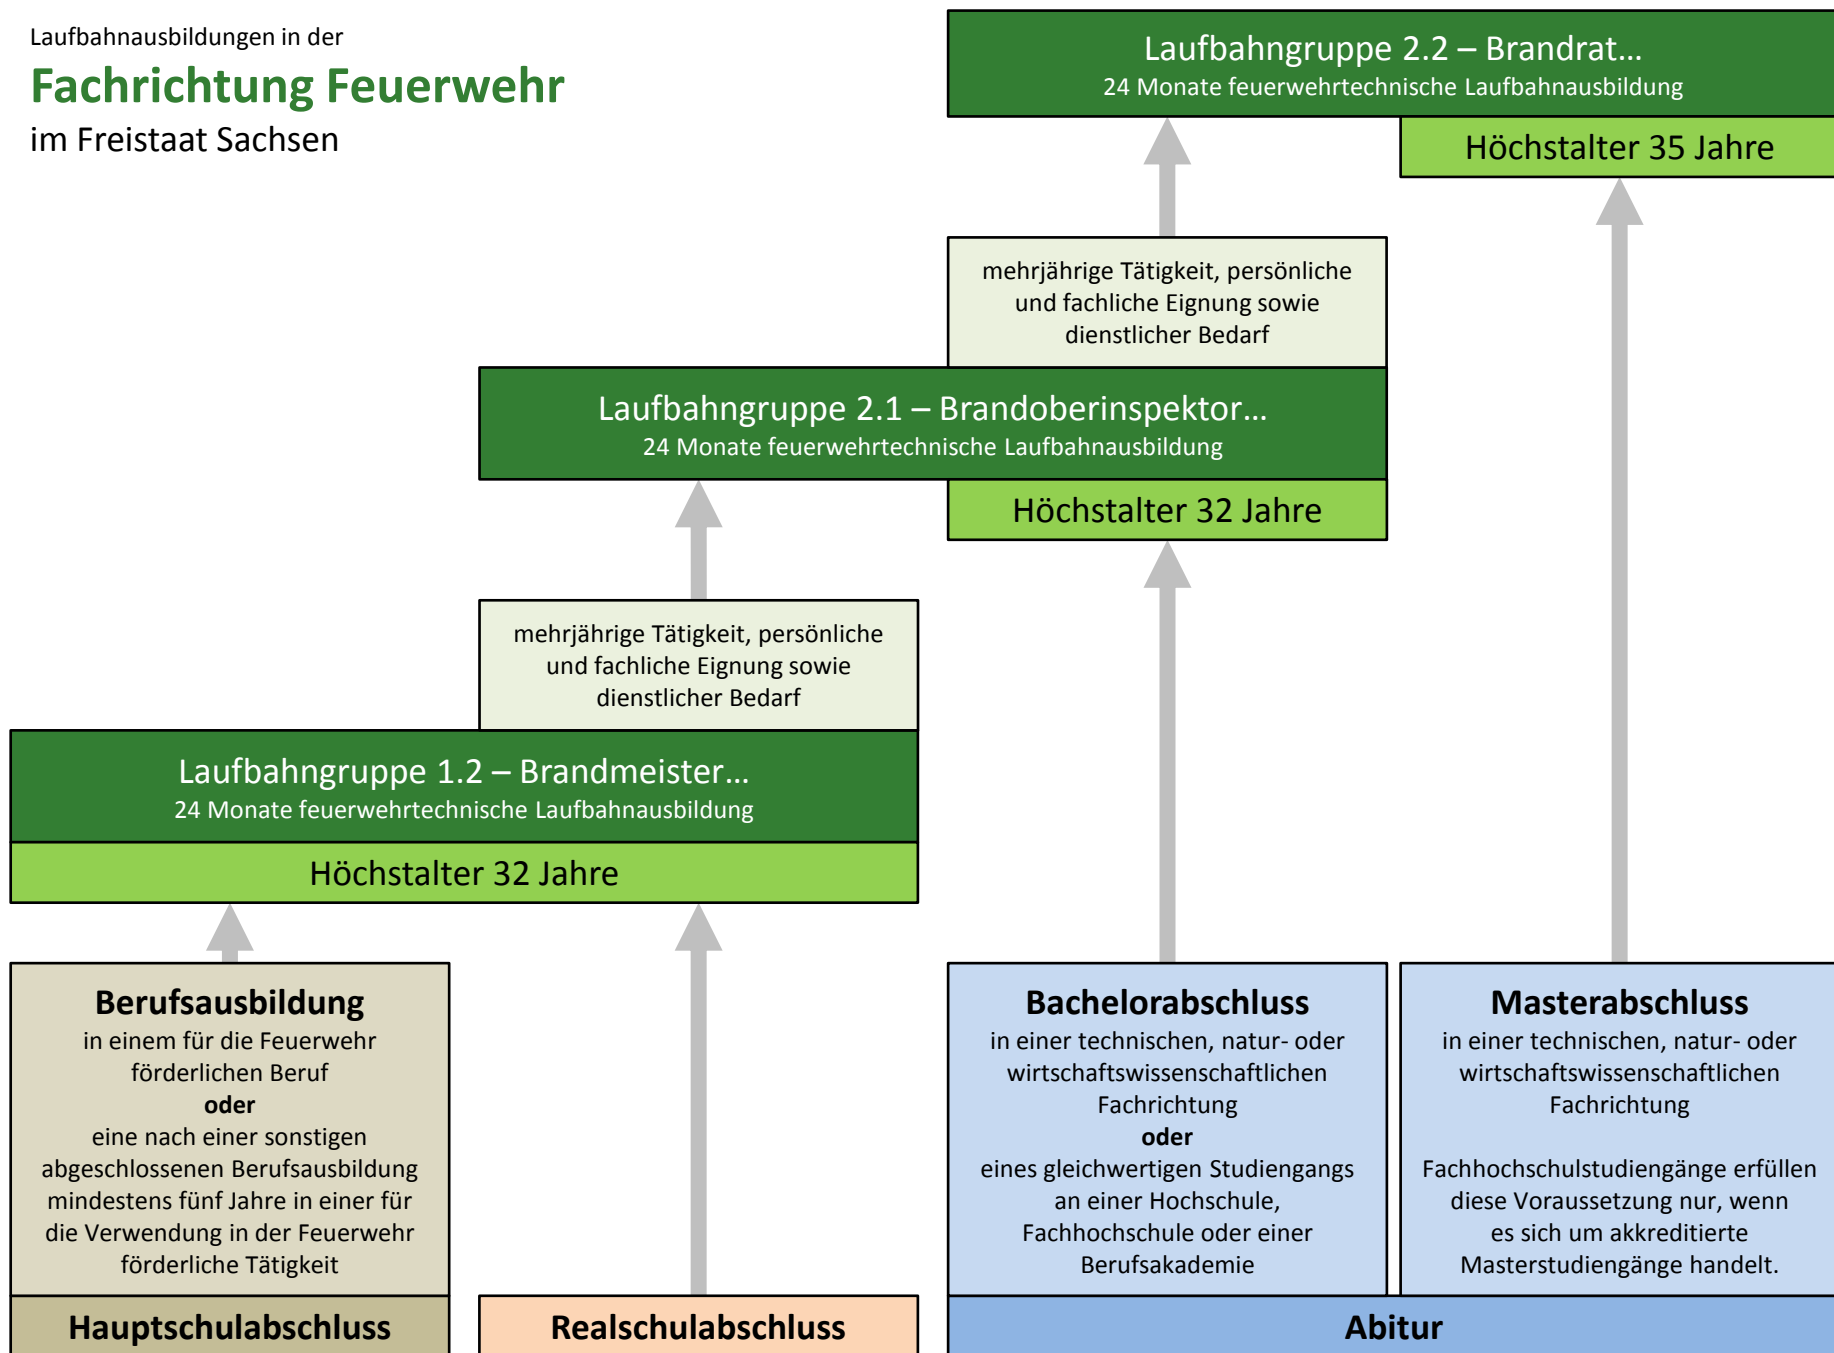 Laufbahnausbildungen in der
Fachrichtung Feuerwehr
im Freistaat Sachsen
Laufbahngruppe 2.2 – Brandrat...
24 Monate feuerwehrtechnische Laufbahnausbildung
Höchstalter 35 Jahre
mehrjährige Tätigkeit, persönliche
und fachliche Eignung sowie
dienstlicher Bedarf
Laufbahngruppe 2.1 – Brandoberinspektor...
24 Monate feuerwehrtechnische Laufbahnausbildung
Höchstalter 32 Jahre
mehrjährige Tätigkeit, persönliche
und fachliche Eignung sowie
dienstlicher Bedarf
Laufbahngruppe 1.2 – Brandmeister...
24 Monate feuerwehrtechnische Laufbahnausbildung
Höchstalter 32 Jahre
Berufsausbildung
in einem für die Feuerwehr
förderlichen Beruf
oder
eine nach einer sonstigen
abgeschlossenen Berufsausbildung
mindestens fünf Jahre in einer für
die Verwendung in der Feuerwehr
förderliche Tätigkeit
Hauptschulabschluss
Realschulabschluss
Bachelorabschluss
in einer technischen, natur- oder
wirtschaftswissenschaftlichen
Fachrichtung
oder
eines gleichwertigen Studiengangs
an einer Hochschule,
Fachhochschule oder einer
Berufsakademie
Masterabschluss
in einer technischen, natur- oder
wirtschaftswissenschaftlichen
Fachrichtung
Fachhochschulstudiengänge erfüllen
diese Voraussetzung nur, wenn
es sich um akkreditierte
Masterstudiengänge handelt.
Abitur